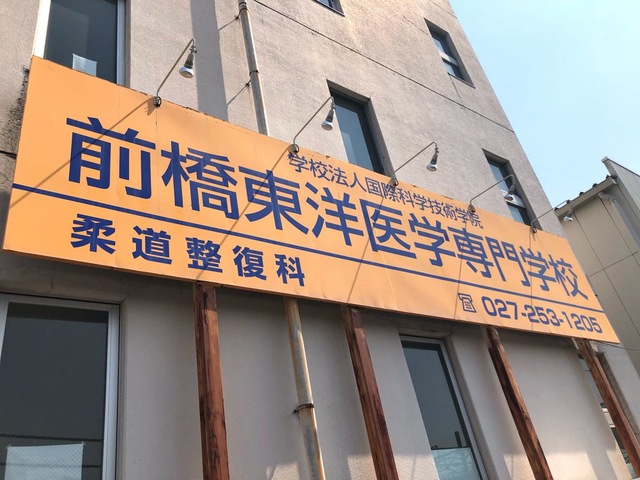 学校法人国際科学技術学院
前橋東洋医学専門学校
柔道整復科
☎ 027-253-1205